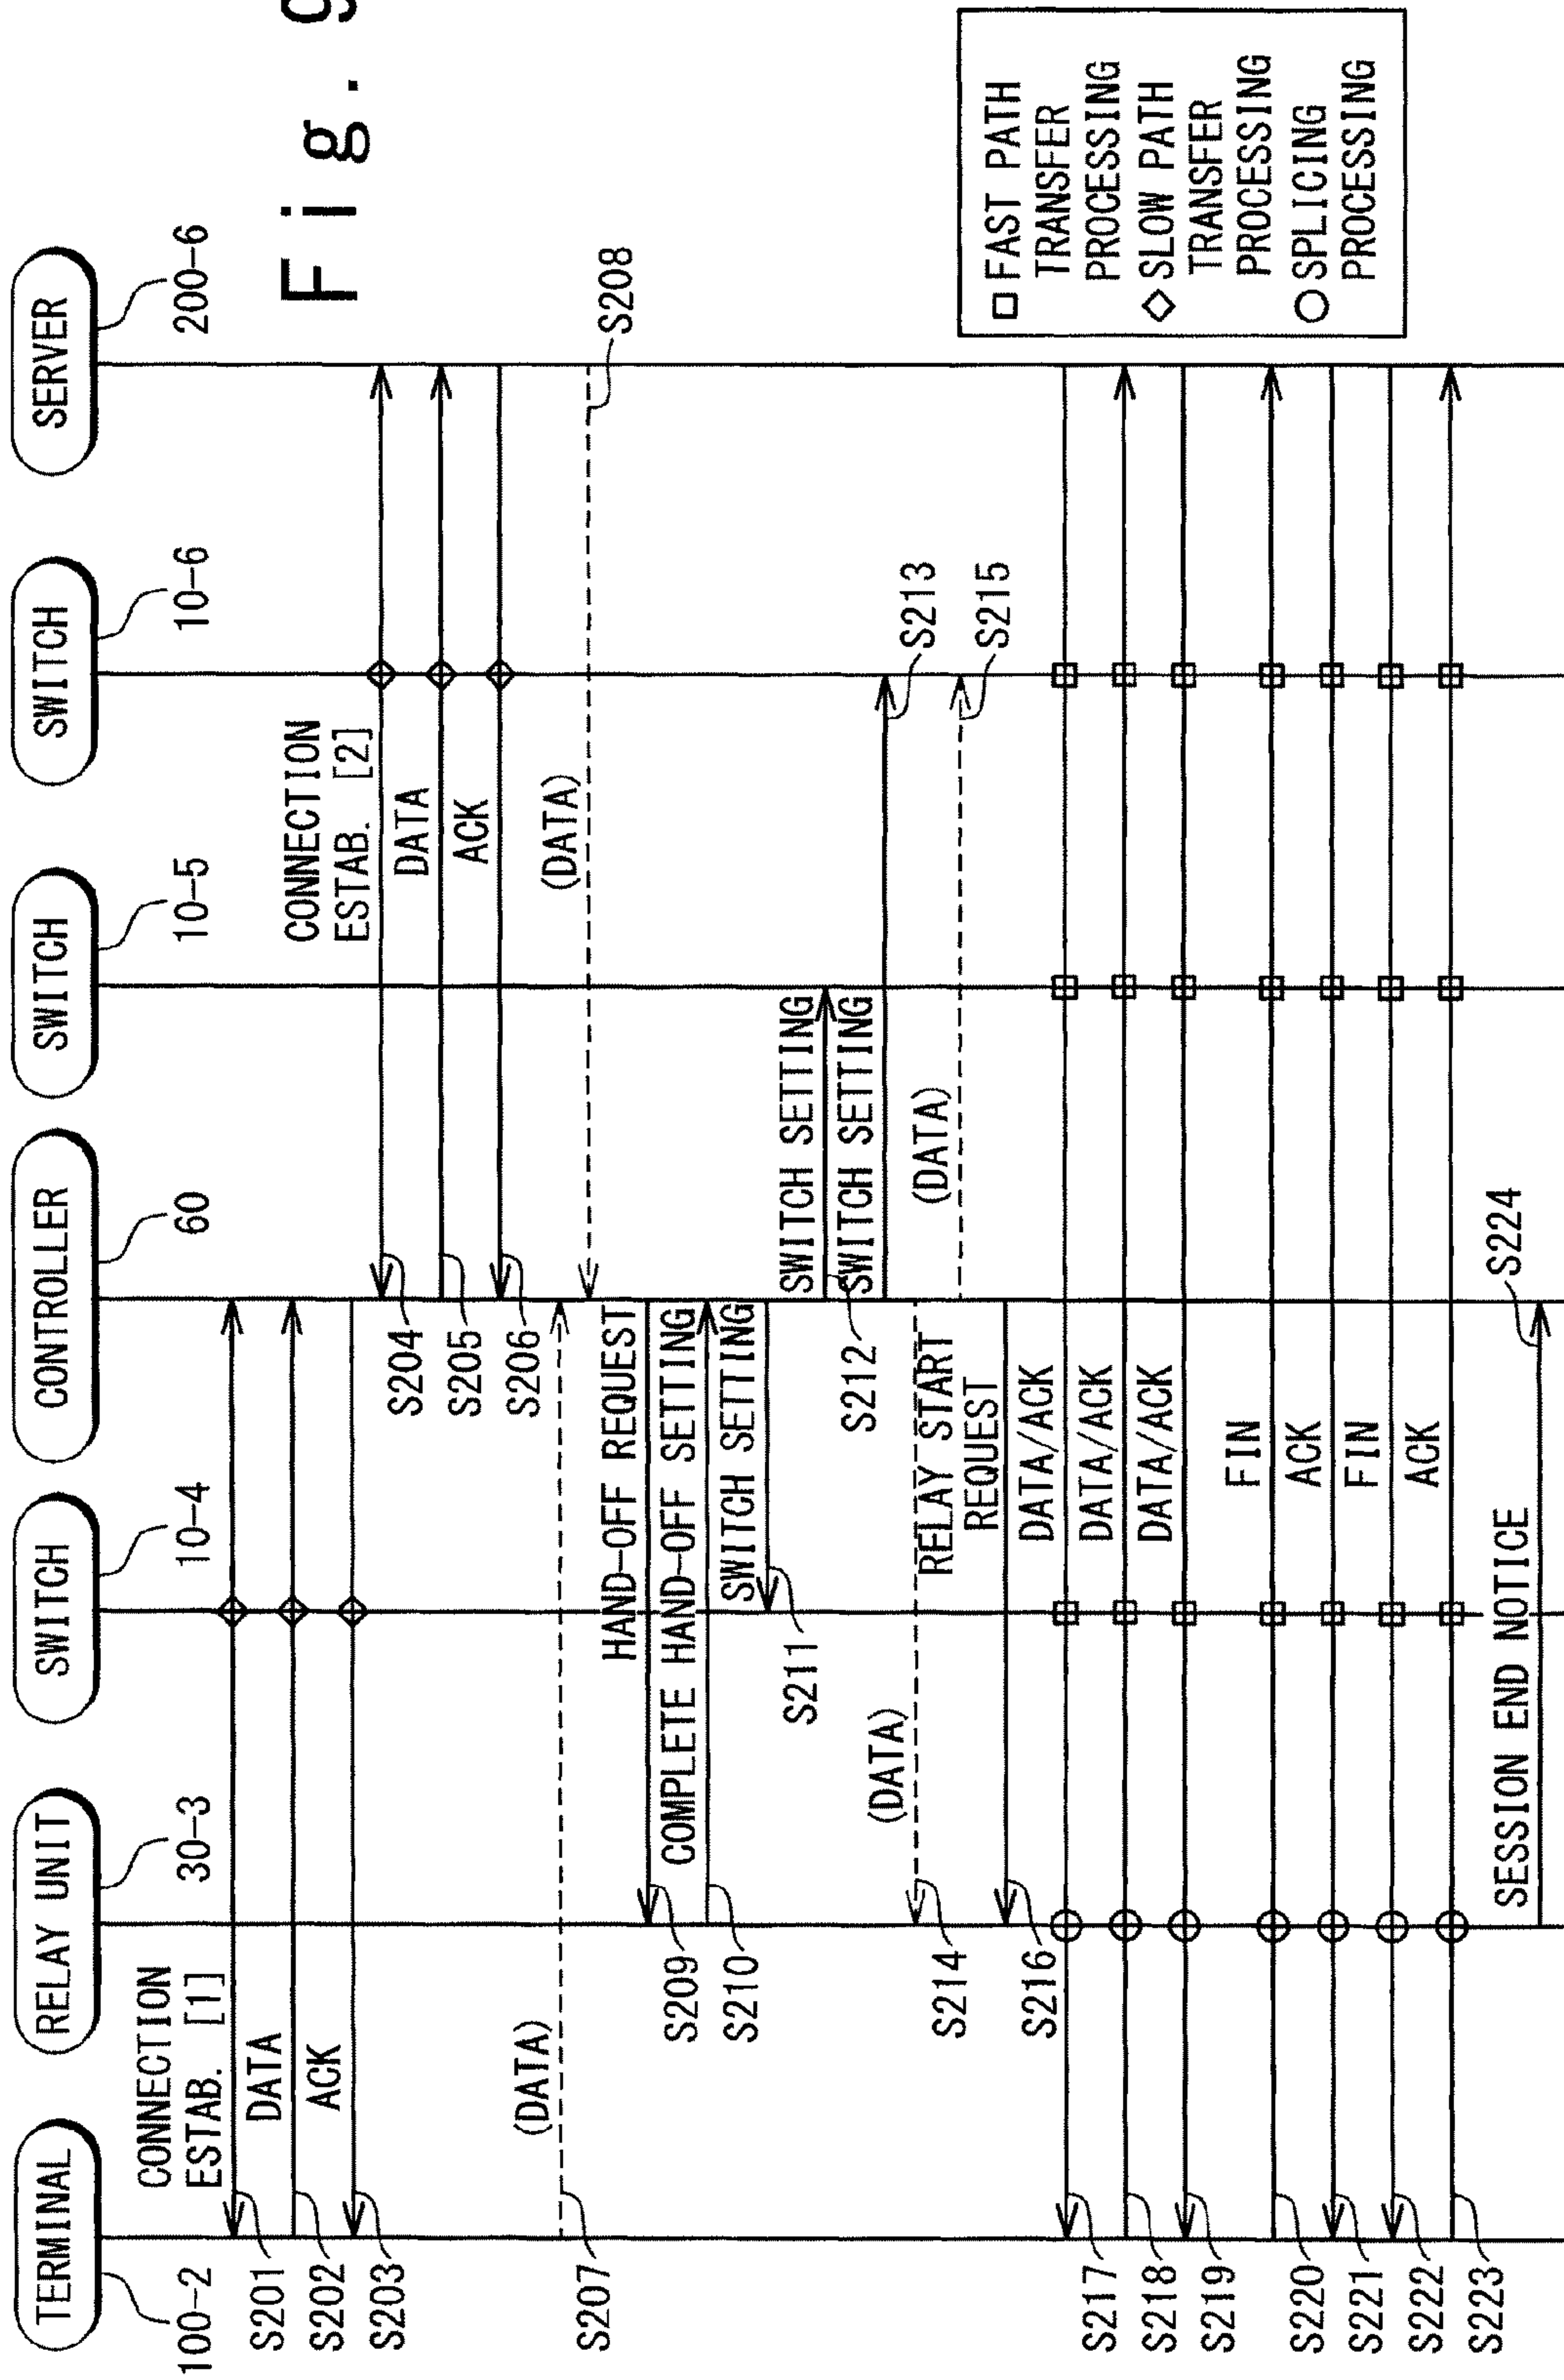 Fig. 9
TERMINAL
RELAY UNIT
SWITCH
CONTROLLER
SWITCH
SWITCH
SERVER
100-2
30-3
10-4
60
10-5
10-6
200-6
CONNECTION
ESTAB. [1]
S201
DATA
S202
ACK
S203
CONNECTION
ESTAB. [2]
S204
DATA
S205
ACK
S206
(DATA)
S207
(DATA)
S208
HAND-OFF REQUEST
S209
COMPLETE HAND-OFF SETTING
S210
SWITCH SETTING
S211
SWITCH SETTING
S212
SWITCH SETTING
S213
(DATA)
S214
(DATA)
S215
RELAY START
REQUEST
S216
DATA/ACK
S217
DATA/ACK
S218
DATA/ACK
S219
FIN
S220
ACK
S221
FIN
S222
ACK
S223
SESSION END NOTICE
S224
FAST PATH
TRANSFER
PROCESSING
SLOW PATH
TRANSFER
PROCESSING
SPLICING
PROCESSING